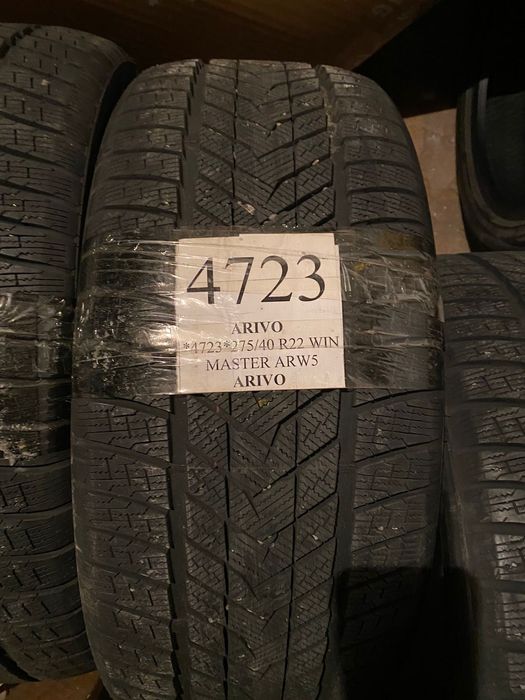 4723
ARIVO
*4723*275/40 R22 WIN
MASTER ARW5
ARIVO